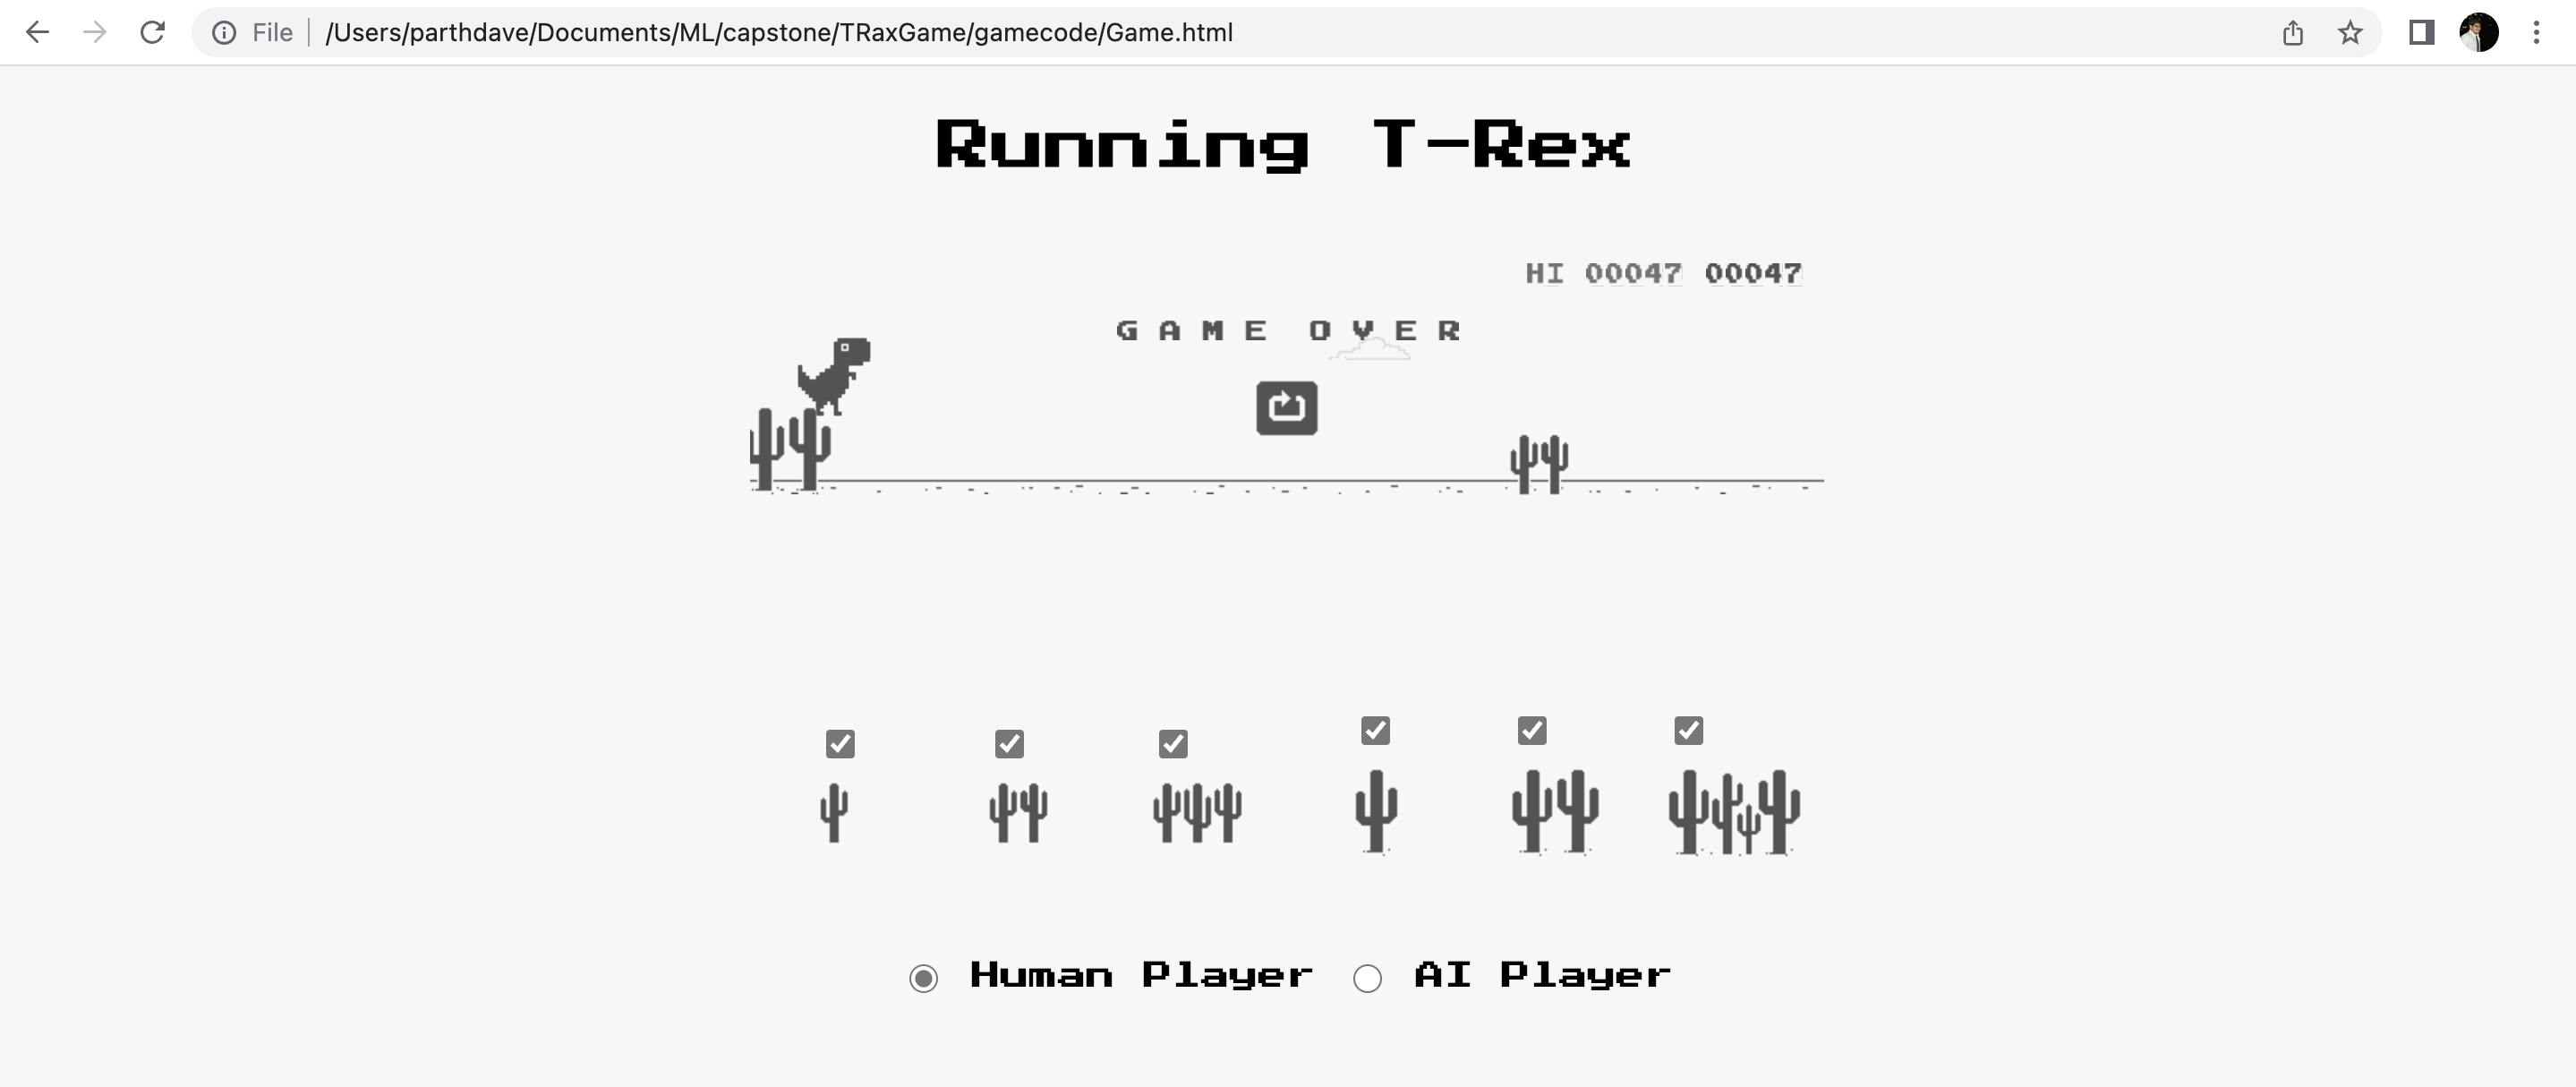 File /Users/parthdave/Documents/ML/capstone/TRaxGame/gamecode/Game.html
Running T-Rex
HI 00047 00047
GAME OVER
Human Player AI Player